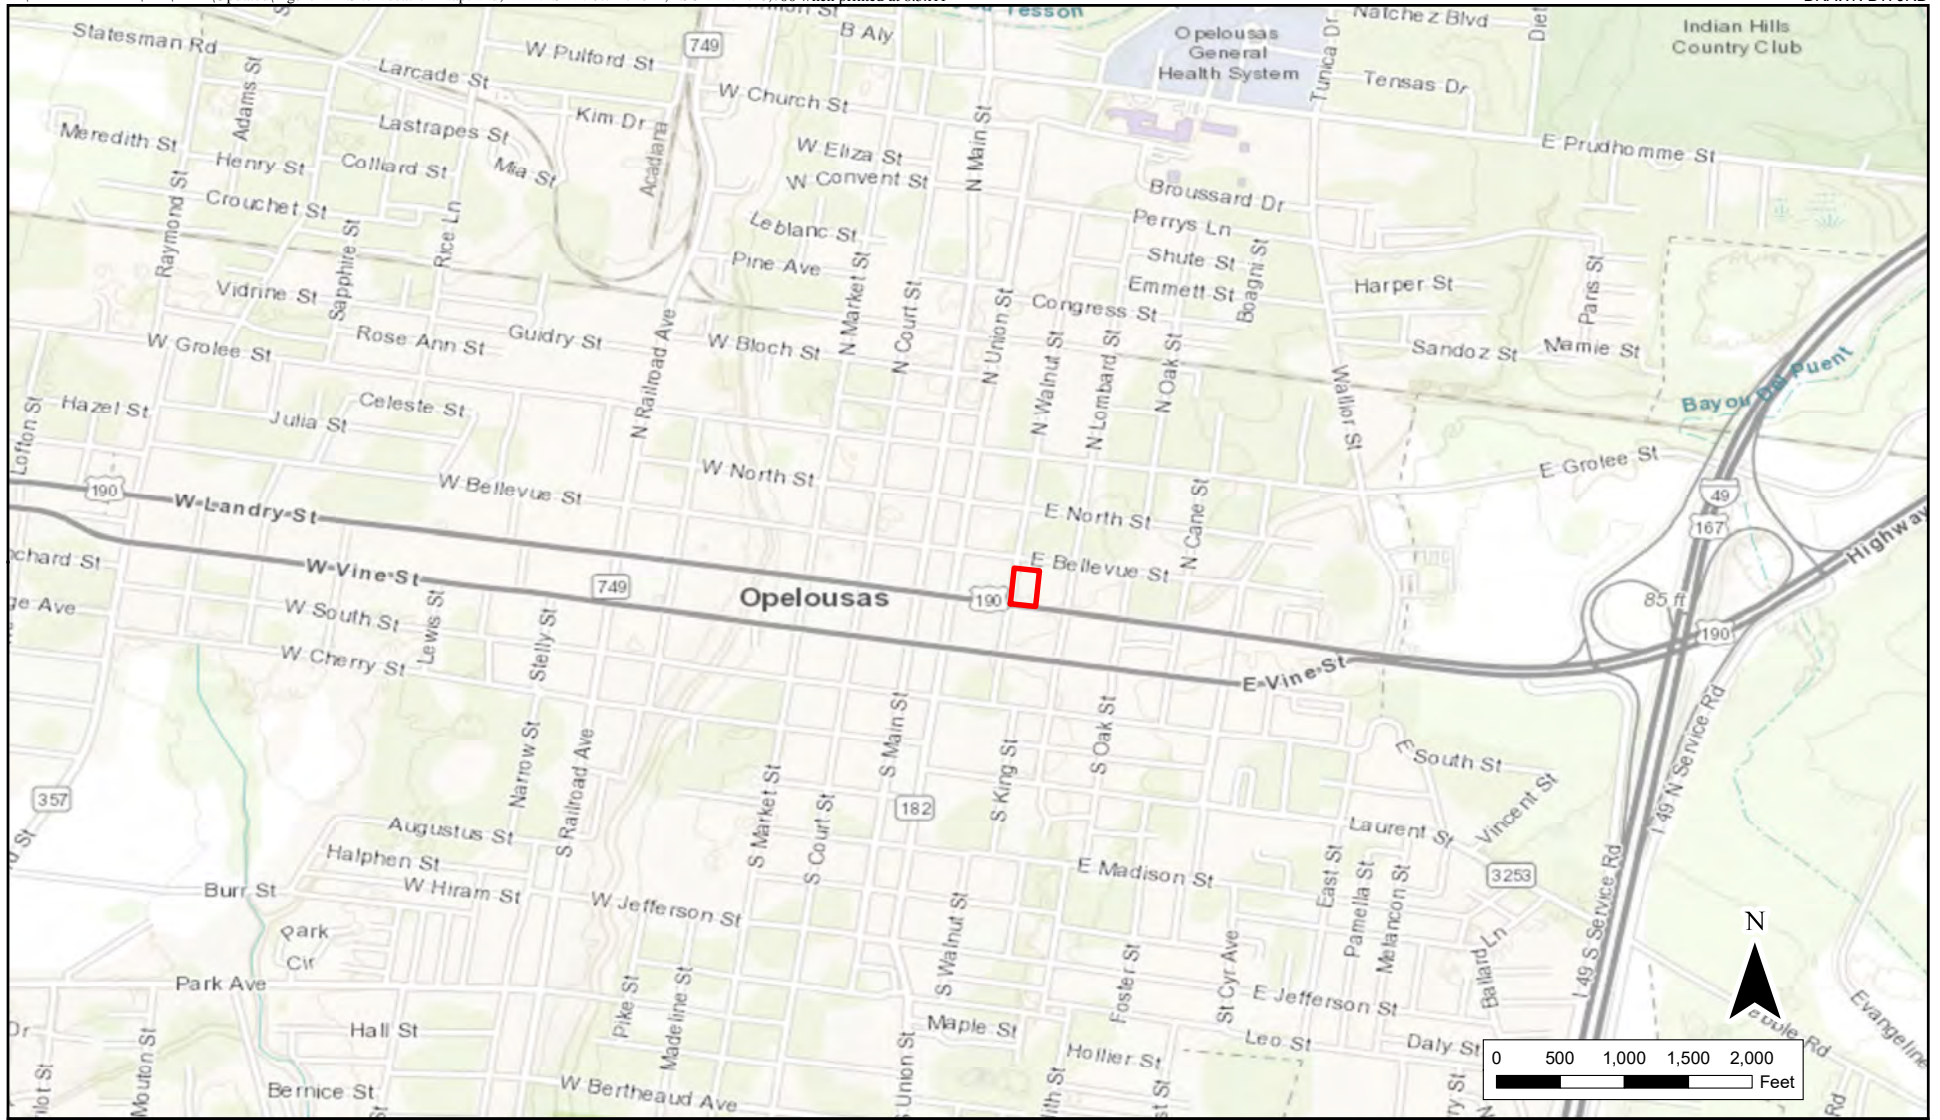 Statesman Rd
Adams St
Larcade St
W Pulford St
749
B Aly
Tesson
Opelousas
General
Health System
Tunica Dr
Natchez Blvd
Tensas Dr
Indian Hills
Country Club
Meredith St
Henry St
Lastrapes St
Colliard St
Mia St
Kim Dr
Acadiana
W Church St
W Eliza St
W Convent St
N Main St
Broussard Dr
E Prudhomme St
Raymond St
Crouchet St
Sapphire St
Rice Ln
Leblanc St
Pine Ave
Perrys Ln
Shute St
Emmett St
Boagni St
Congress St
Harper St
Paris St
Vidrine St
W Grolee St
Rose Ann St
Guidry St
N Railroad Ave
W Bloch St
N Market St
N Court St
N Union St
N Walnut St
N Lombard St
N Oak St
Sandoz St
Namie St
Wallior St
Bayou Del Puent
Lofton St
Hazel St
Julia St
Celeste St
W North St
E Grolee St
190
W Bellevue St
W Landry St
E North St
N Cane St
49
167
Highway
E Bellevue St
W Vine St
749
Opelousas
190
85 ft
190
W South St
Lewis St
Stelly St
W Cherry St
E Vine St
Narrow St
S Railroad Ave
S Main St
S King St
S Oak St
E South St
Vincent St
I 49 N Service Rd
357
182
S Market St
S Court St
Augustus St
Halphen St
W Hiram St
Burr St
W Jefferson St
Laurent St
E Madison St
3253
East St
Pamella St
Melancon St
I 49 S Service Rd
Park
Cir
Park Ave
S Walnut St
Foster St
St Cyr Ave
E Jefferson St
Ballard Ln
N
Evangeline
Hall St
Mouton St
Pike St
Madeline St
Maple St
S Union St
Hollier St
Leo St
Daly St
Bernice St
W Bertheaud Ave
0 500 1,000 1,500 2,000
Feet